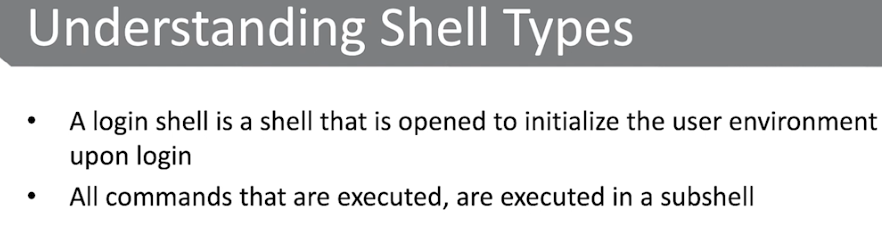 Understanding Shell Types
• A login shell is a shell that is opened to initialize the user environment
upon login
• All commands that are executed, are executed in a subshell